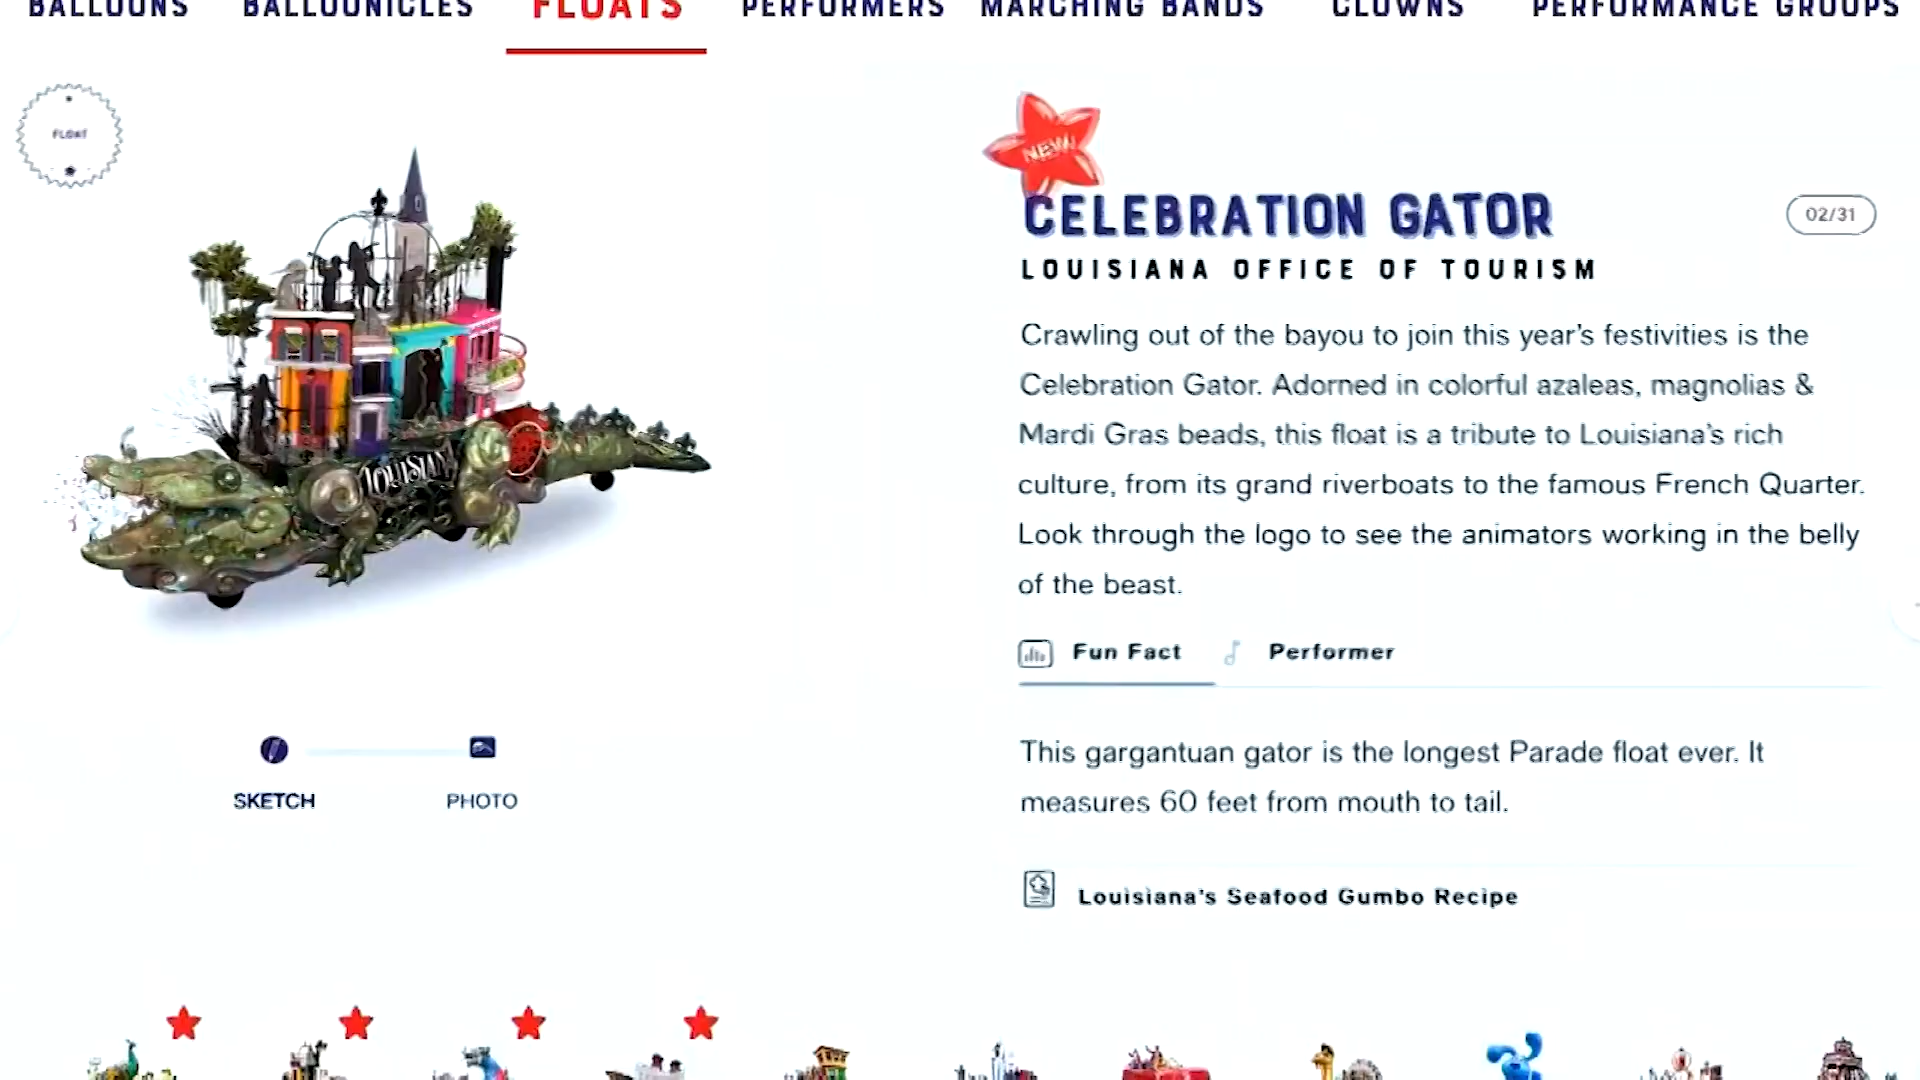 BALLOONS BALLOONICLES FLOATS PERFORMERS MARCHING BANDS CLOWNS PERFORMANCE GROUPS
FLOAT
NEW!
CELEBRATION GATOR
02/31
LOUISIANA OFFICE OF TOURISM
Crawling out of the bayou to join this year's festivities is the
Celebration Gator. Adorned in colorful azaleas, magnolias &
Mardi Gras beads, this float is a tribute to Louisiana's rich
culture, from its grand riverboats to the famous French Quarter.
Look through the logo to see the animators working in the belly
of the beast.
LOUISIANA
Fun Fact Performer
This gargantuan gator is the longest Parade float ever. It
measures 60 feet from mouth to tail.
SKETCH PHOTO
Louisiana's Seafood Gumbo Recipe